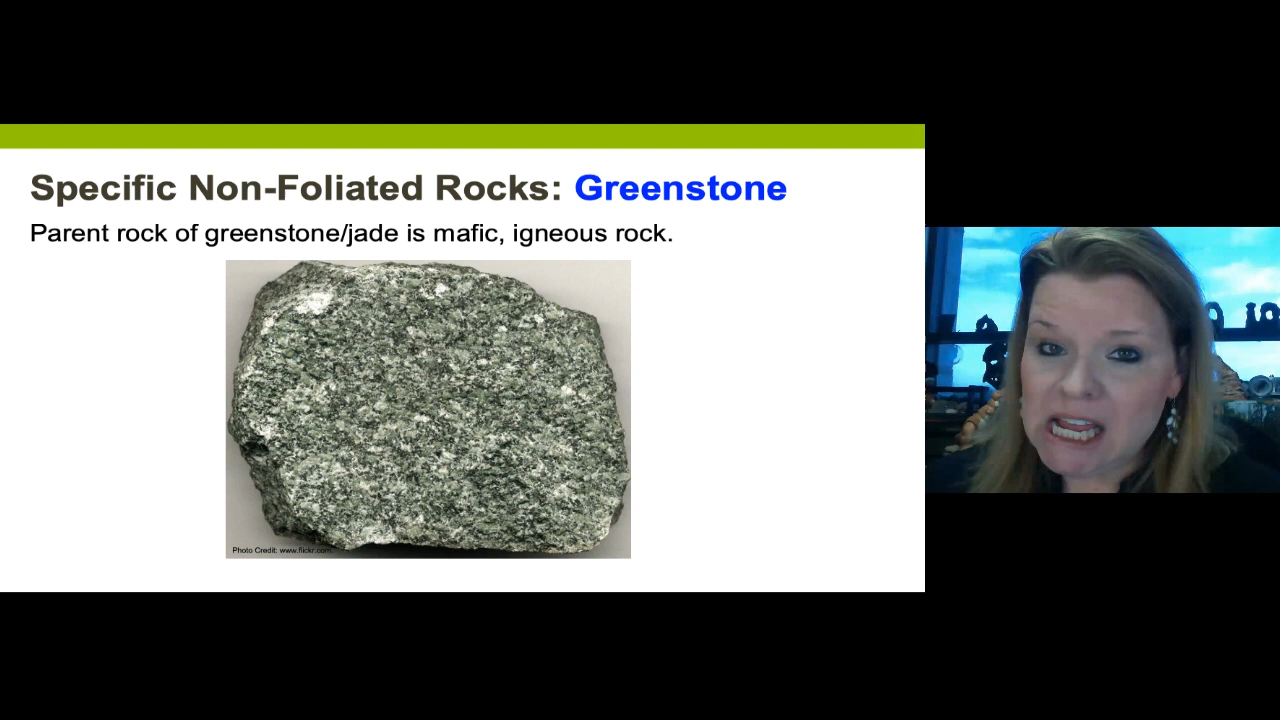 Specific Non-Foliated Rocks: Greenstone
Parent rock of greenstone/jade is mafic, igneous rock.
Photo Credit: www.flickr.com